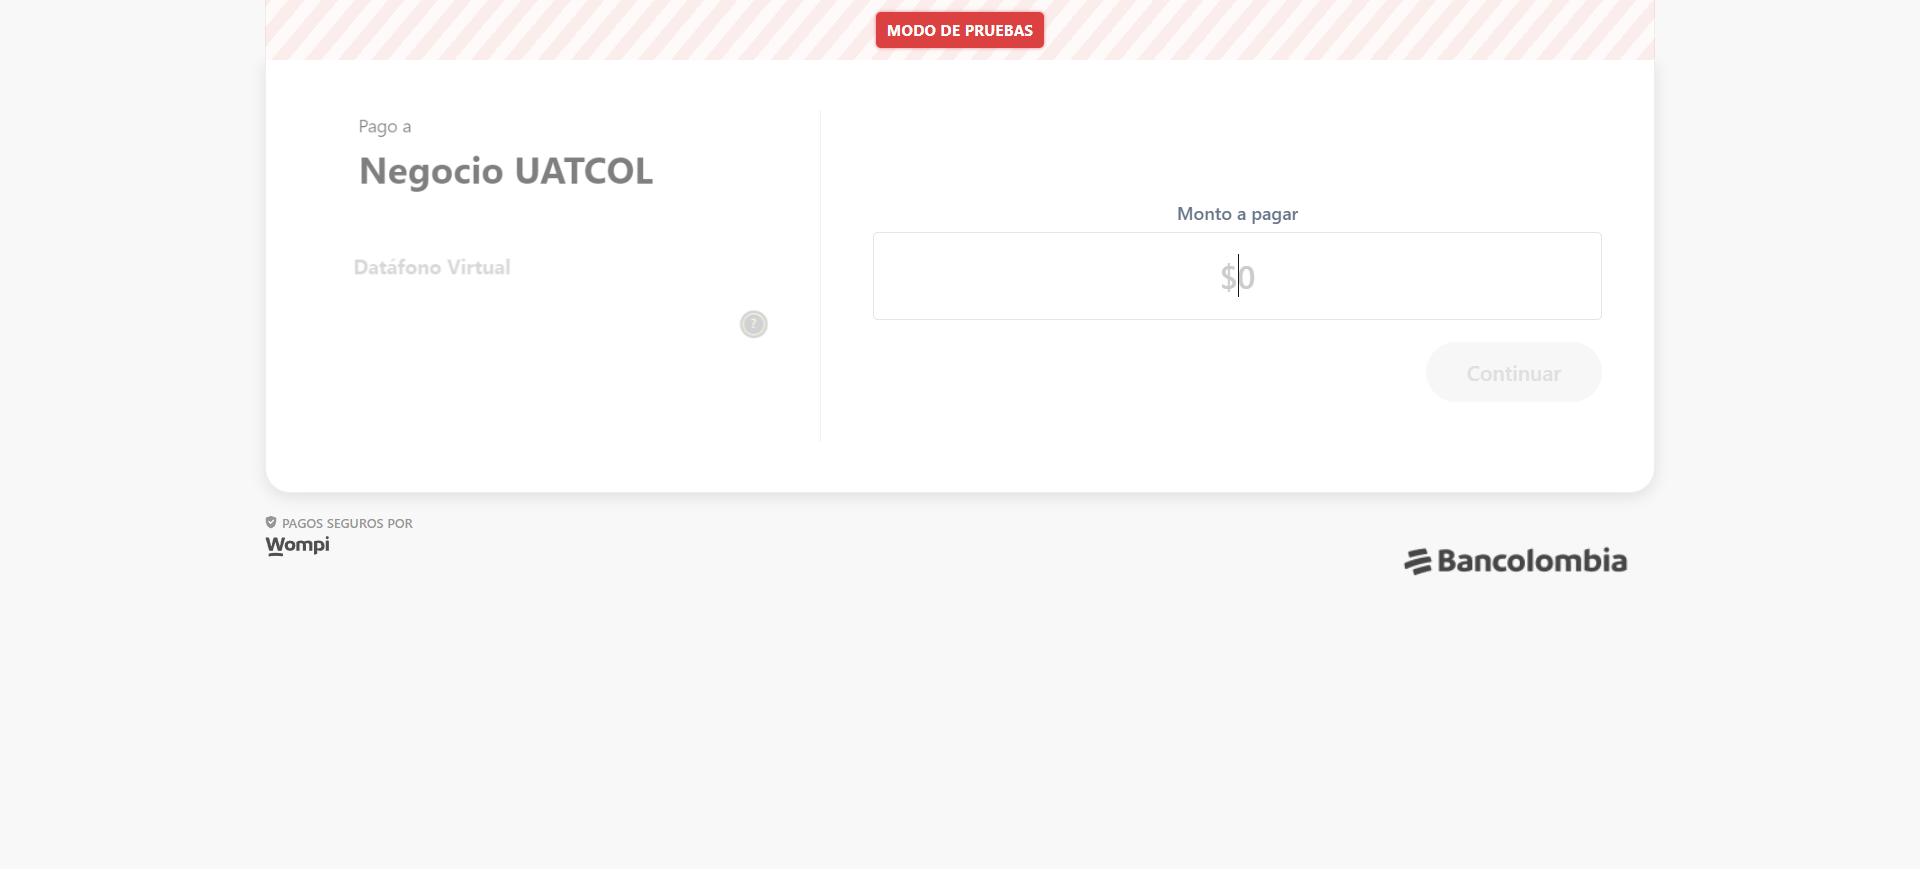 MODO DE PRUEBAS
Pago a
Negocio UATCOL
Datáfono Virtual
?
Monto a pagar
$0
Continuar
PAGOS SEGUROS POR
Wompi
Bancolombia